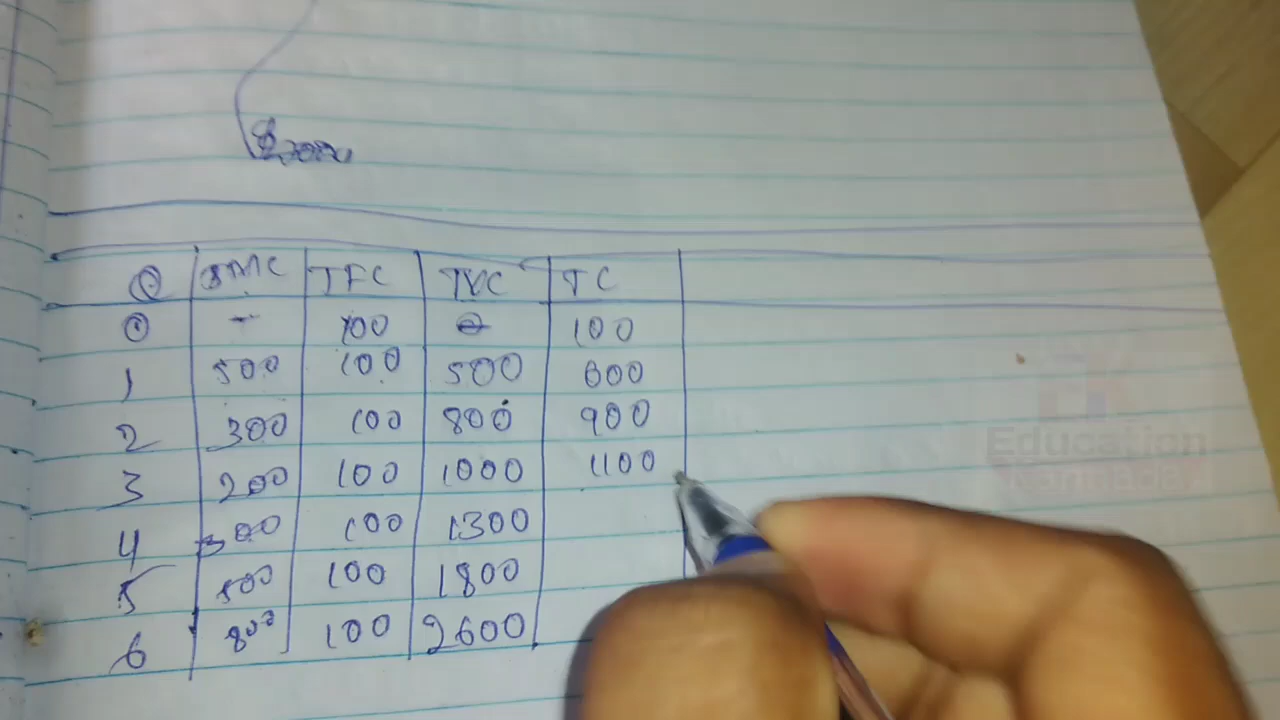 Q SMC TFC TVC TC
0 - 100 0 100
1 500 100 500 600
2 300 100 800 900
3 200 100 1000 1100
4 300 100 1300
5 500 100 1800
6 800 100 2600
Education